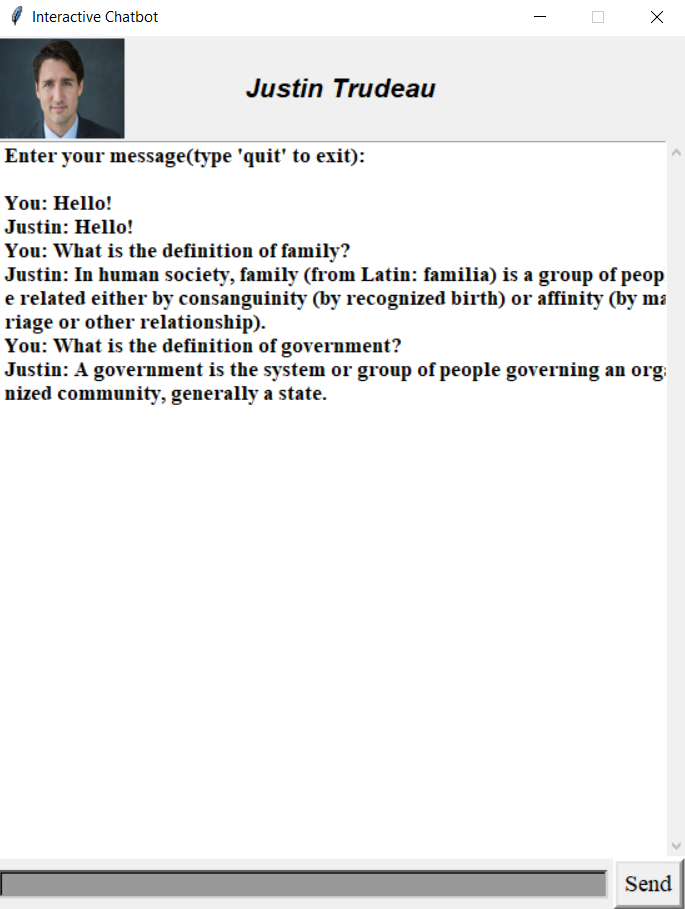 Interactive Chatbot
Justin Trudeau
Enter your message(type 'quit' to exit):
You: Hello!
Justin: Hello!
You: What is the definition of family?
Justin: In human society, family (from Latin: familia) is a group of peop
e related either by consanguinity (by recognized birth) or affinity (by ma
riage or other relationship).
You: What is the definition of government?
Justin: A government is the system or group of people governing an orga
nized community, generally a state.
Send